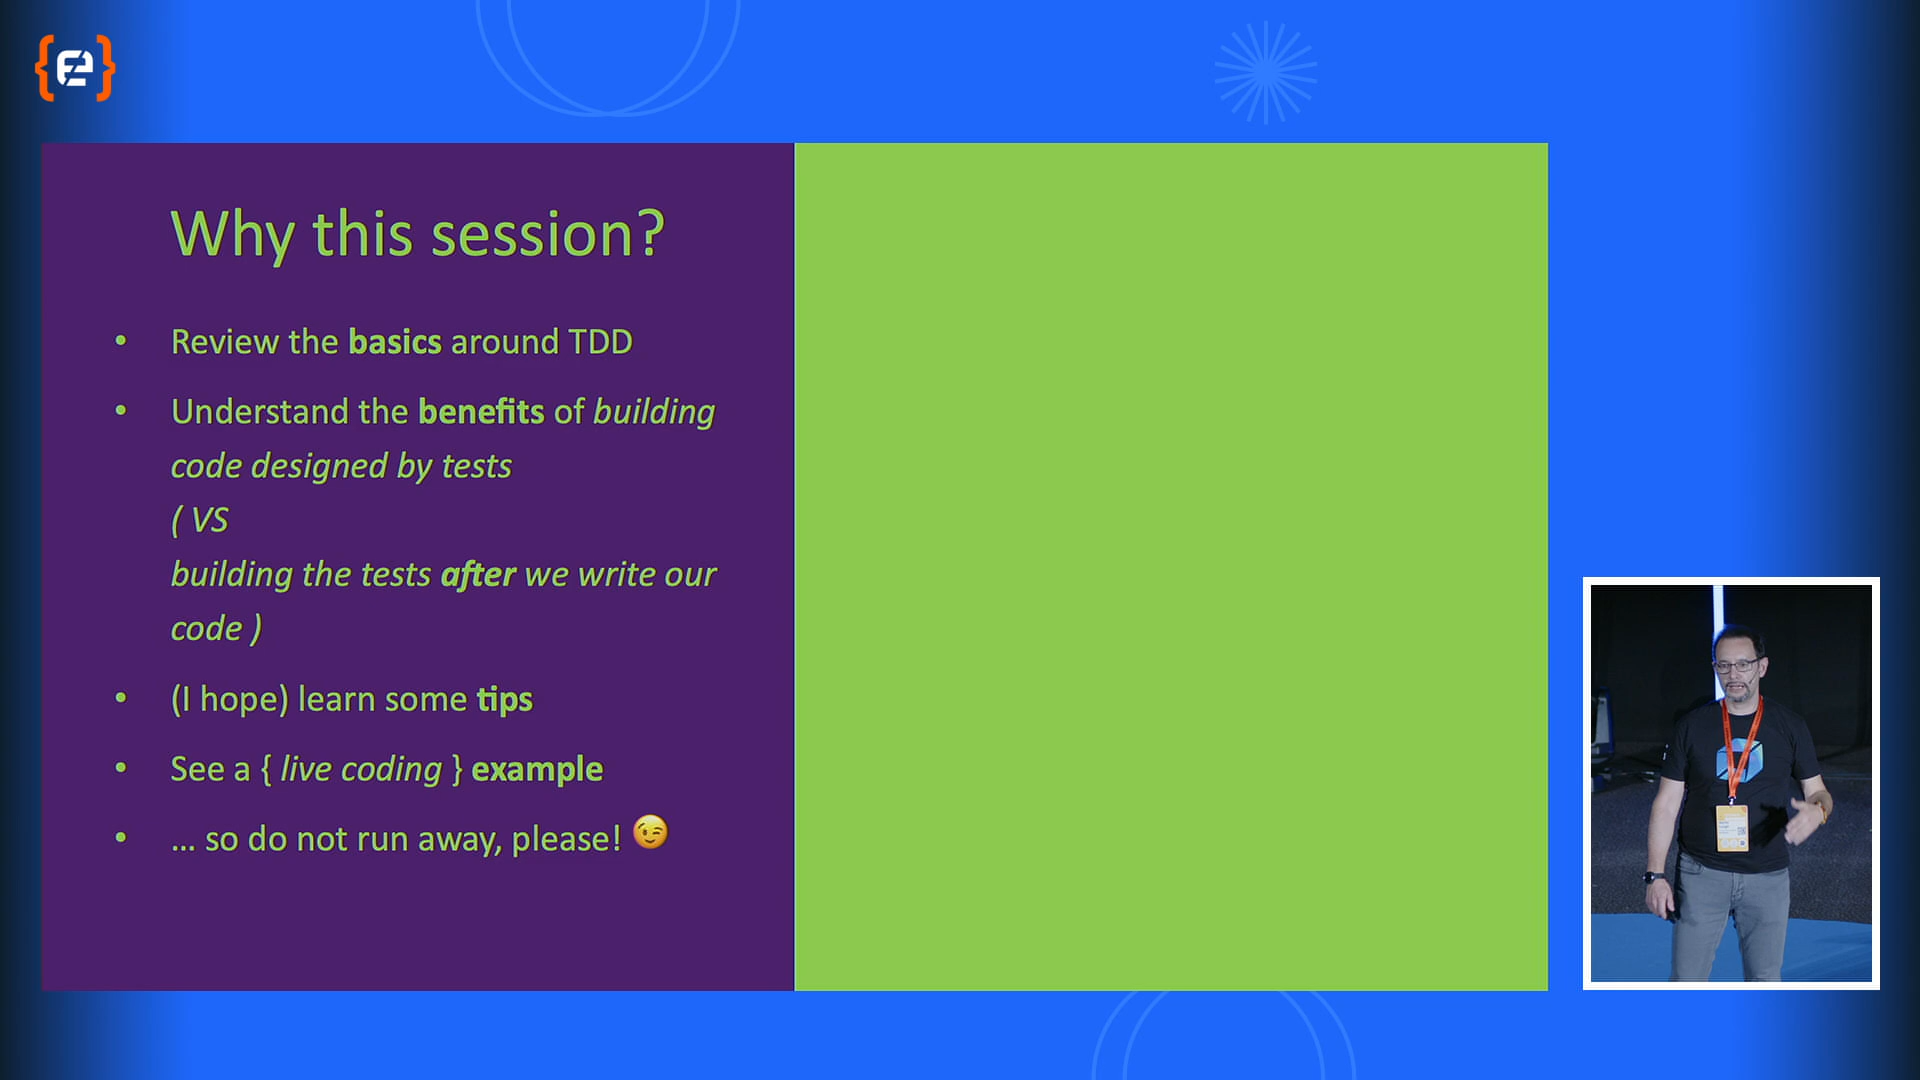 Why this session?
• Review the basics around TDD
• Understand the benefits of building
code designed by tests
( VS
building the tests after we write our
code )
• (I hope) learn some tips
• See a { live coding } example
• ... so do not run away, please! 😉